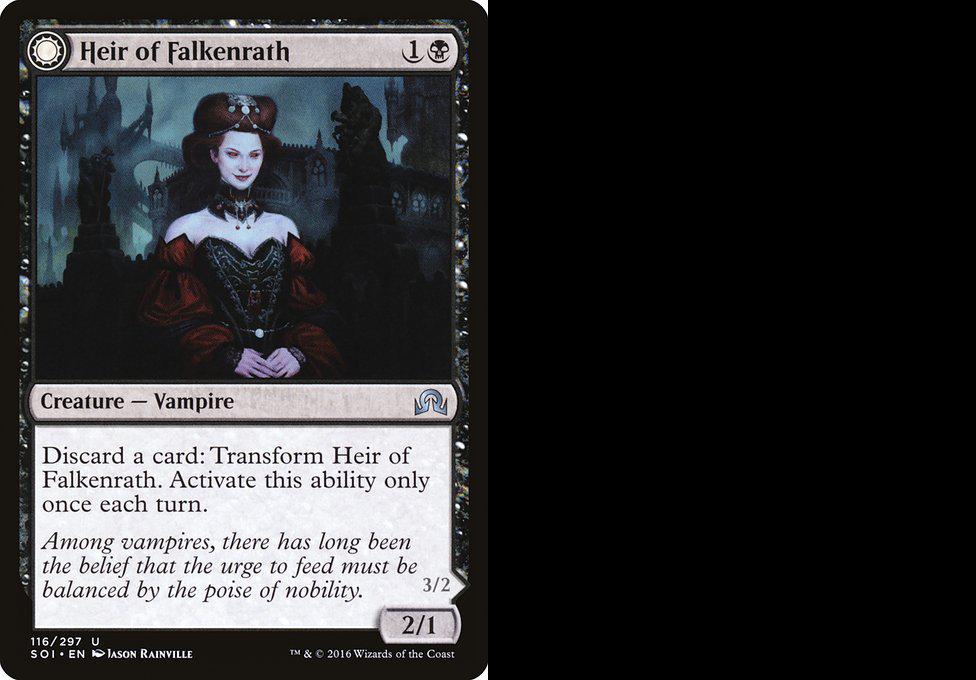 Heir of Falkenrath 1
Creature — Vampire
Discard a card: Transform Heir of
Falkenrath. Activate this ability only
once each turn.
Among vampires, there has long been
the belief that the urge to feed must be
balanced by the poise of nobility.
3/2
2/1
116/297 U
SOI • EN Jason Rainville
™ & © 2016 Wizards of the Coast